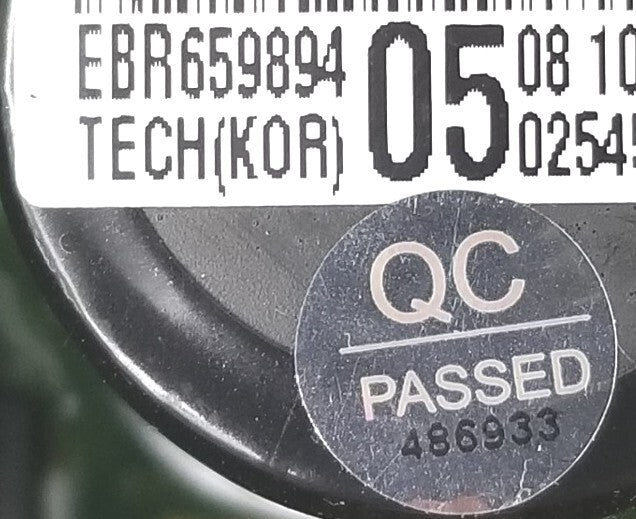 EBR659894 05 08 10
TECH(KOR) 0254
QC
PASSED
486933